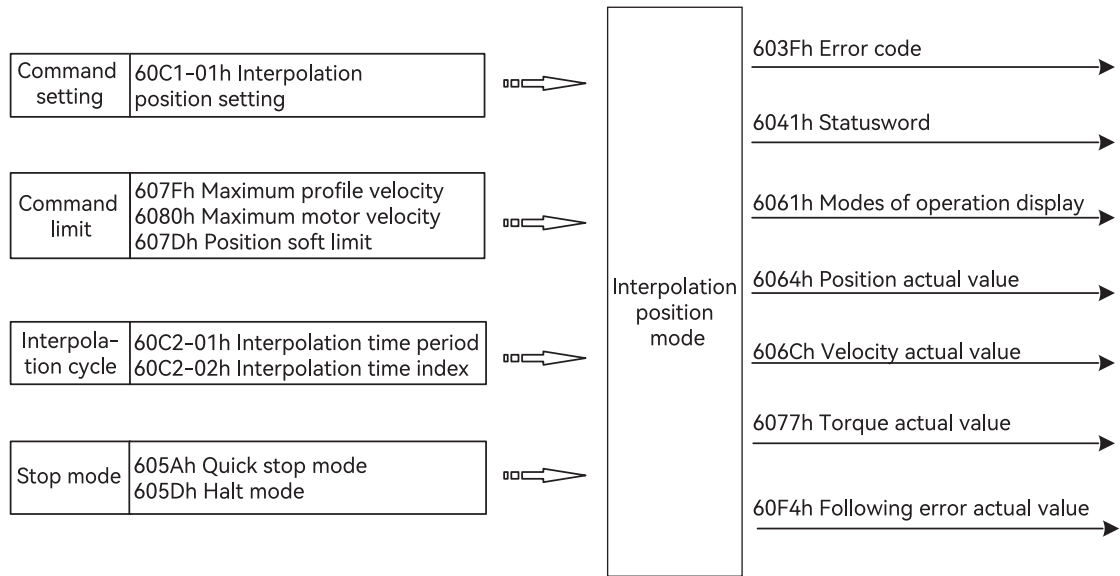 Command
setting
60C1-01h Interpolation
position setting
Command
limit
607Fh Maximum profile velocity
6080h Maximum motor velocity
607Dh Position soft limit
Interpola-
tion cycle
60C2-01h Interpolation time period
60C2-02h Interpolation time index
Stop mode
605Ah Quick stop mode
605Dh Halt mode
Interpolation
position
mode
603Fh Error code
6041h Statusword
6061h Modes of operation display
6064h Position actual value
606Ch Velocity actual value
6077h Torque actual value
60F4h Following error actual value